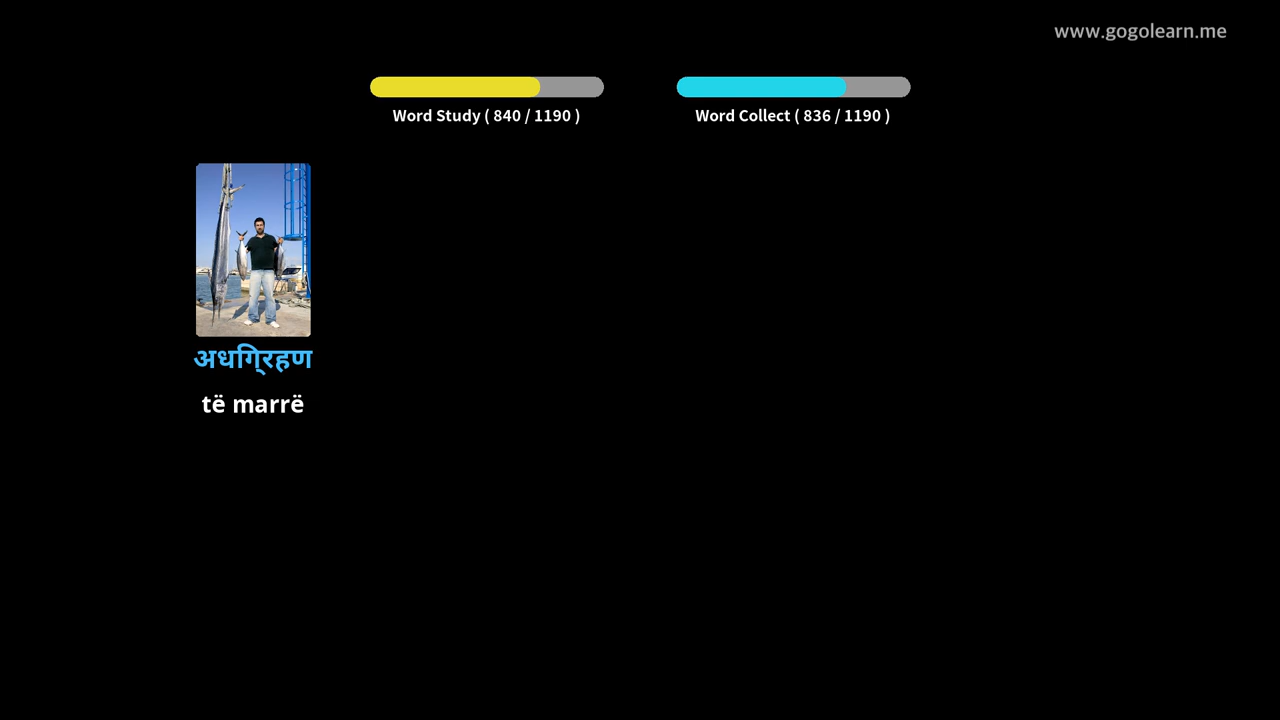 www.gogolearn.me
Word Study ( 840 / 1190 )
Word Collect ( 836 / 1190 )
अधिग्रहण
të marrë